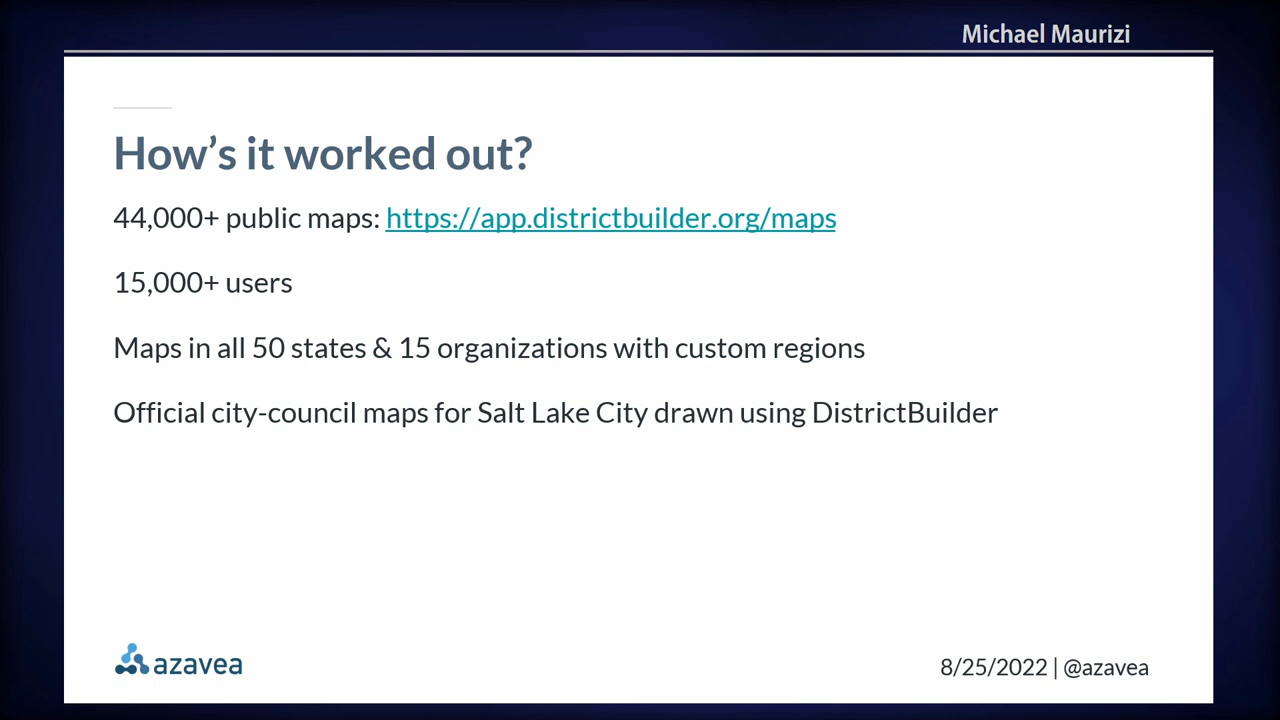 Michael Maurizi
How’s it worked out?
44,000+ public maps: https://app.districtbuilder.org/maps
15,000+ users
Maps in all 50 states & 15 organizations with custom regions
Official city-council maps for Salt Lake City drawn using DistrictBuilder
azavea
8/25/2022 | @azavea